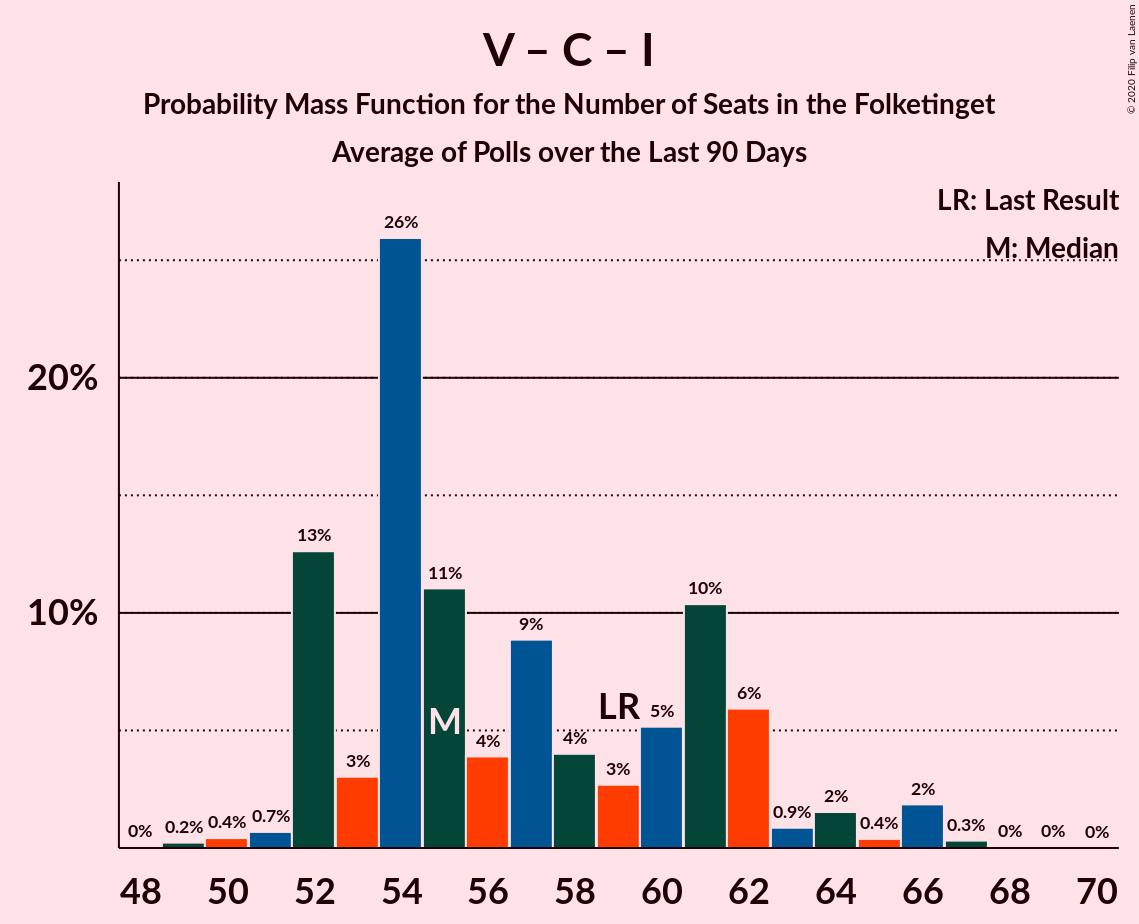 V – C – I
Probability Mass Function for the Number of Seats in the Folketinget
Average of Polls over the Last 90 Days
© 2020 Filip van Laenen
LR: Last Result
M: Median
20%
10%
0%
0.2%
0.4%
0.7%
13%
3%
26%
11%
M
4%
9%
4%
LR
3%
5%
10%
6%
0.9%
2%
0.4%
2%
0.3%
0%
0%
0%
48 50 52 54 56 58 60 62 64 66 68 70